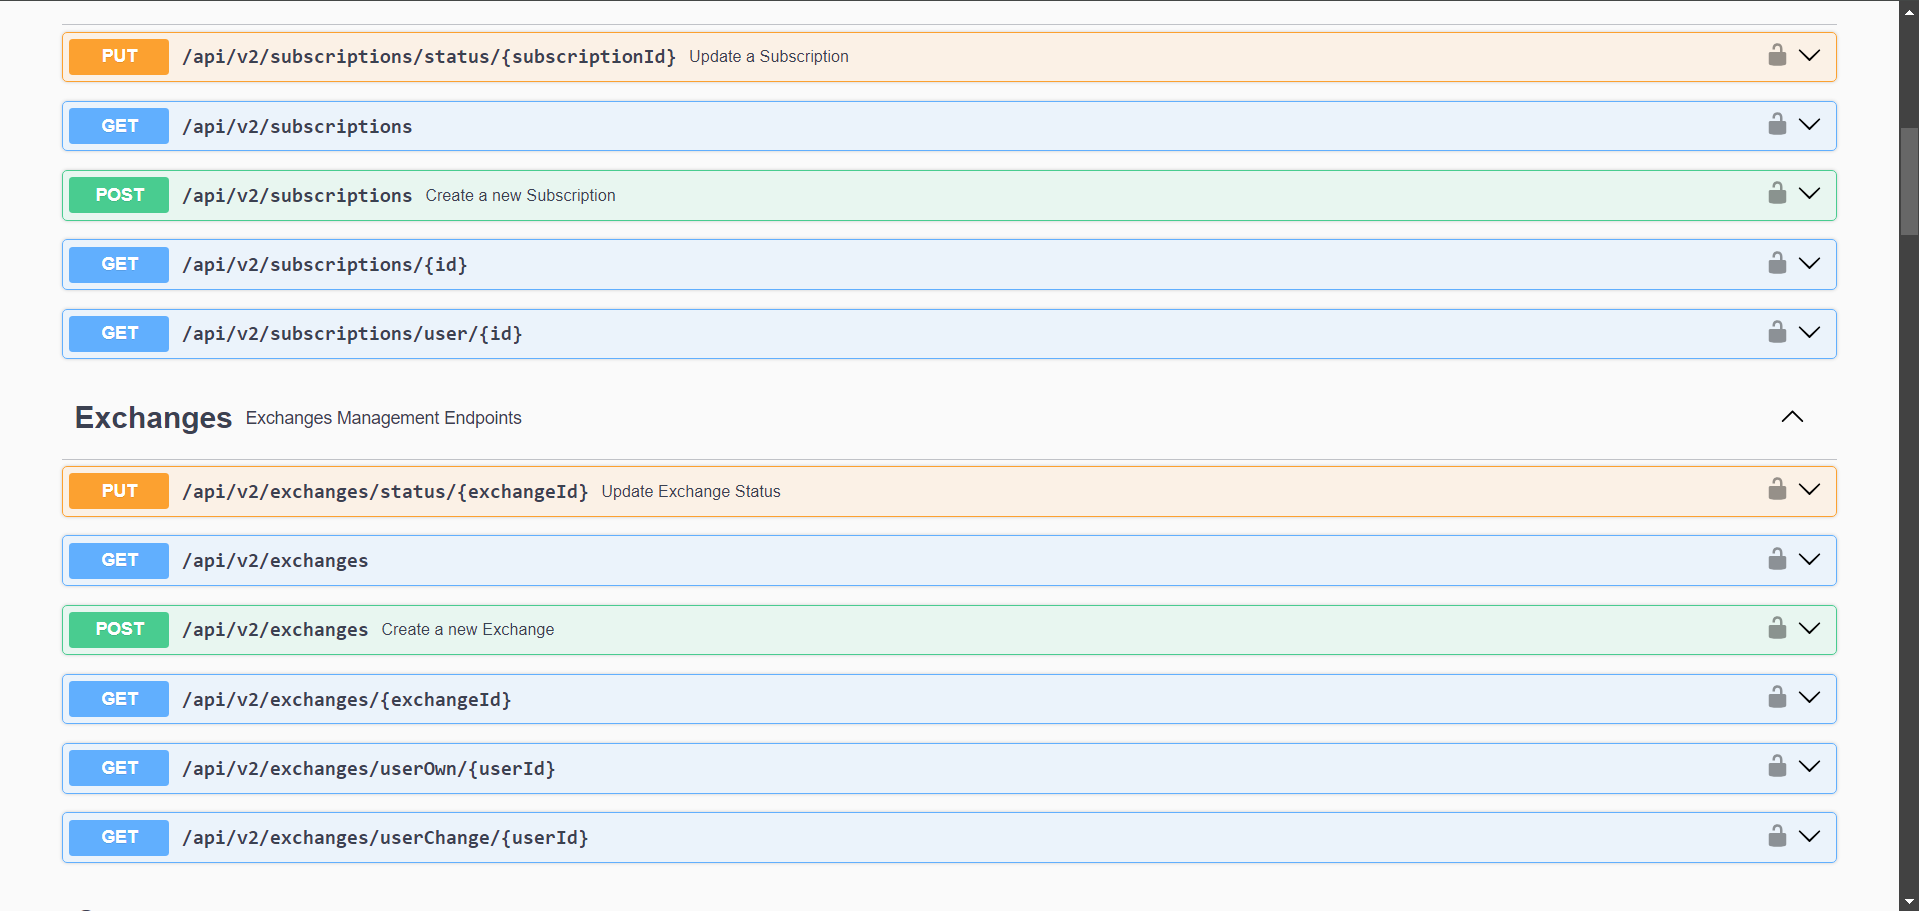 PUT /api/v2/subscriptions/status/{subscriptionId} Update a Subscription
GET /api/v2/subscriptions
POST /api/v2/subscriptions Create a new Subscription
GET /api/v2/subscriptions/{id}
GET /api/v2/subscriptions/user/{id}
Exchanges Exchanges Management Endpoints
PUT /api/v2/exchanges/status/{exchangeId} Update Exchange Status
GET /api/v2/exchanges
POST /api/v2/exchanges Create a new Exchange
GET /api/v2/exchanges/{exchangeId}
GET /api/v2/exchanges/userOwn/{userId}
GET /api/v2/exchanges/userChange/{userId}